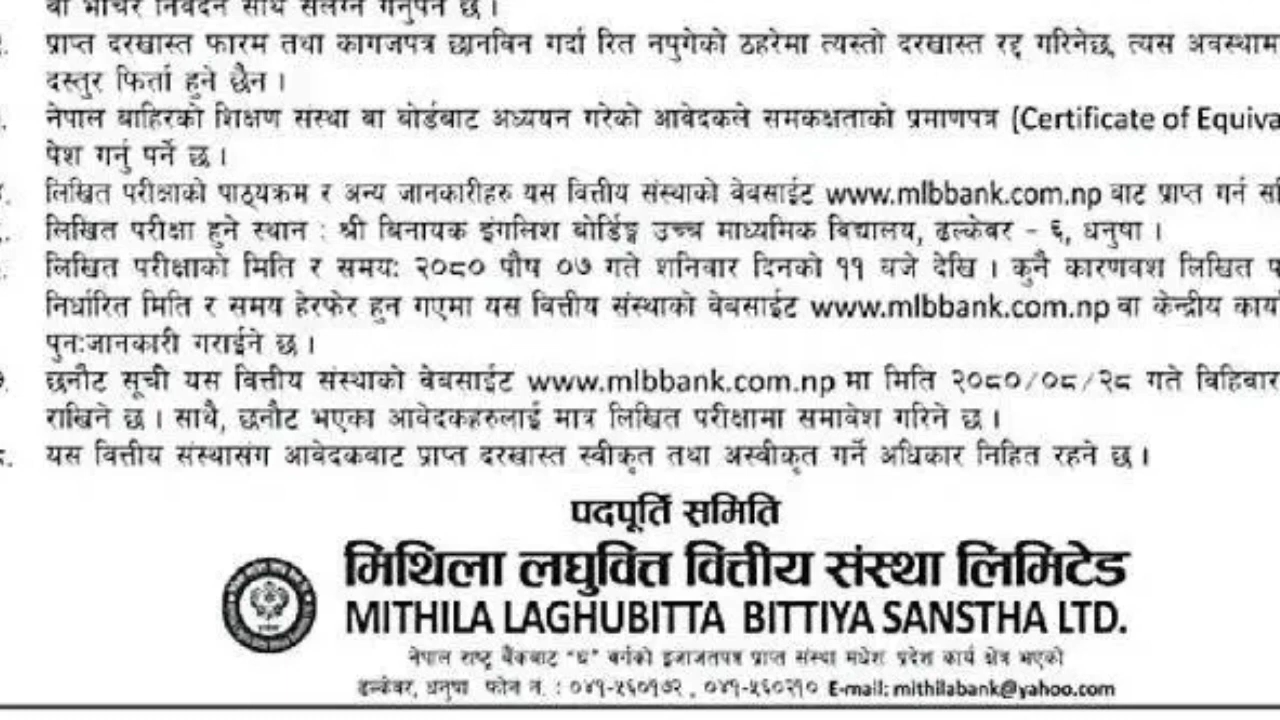 वा भौचर निवेदन साथ संलग्न गर्नुपर्ने छ ।
प्राप्त दरखास्त फारम तथा कागजपत्र छानविन गर्दा रित नपुगेको ठहरेमा त्यस्तो दरखास्त रद्द गरिनेछ, त्यस अवस्थाम
दस्तुर फिर्ता हुने छैन ।
नेपाल बाहिरको शिक्षण संस्था वा वोर्डबाट अध्ययन गरेको आवेदकले समकक्षताको प्रमाणपत्र (Certificate of Equiva
पेश गर्नु पर्ने छ ।
लिखित परीक्षाको पाठ्यक्रम र अन्य जानकारीहरु यस वित्तीय संस्थाको वेबसाईट www.mlbbank.com.np बाट प्राप्त गर्न
लिखित परीक्षा हुने स्थान : श्री बिनायक इंगलिश बोर्डिङ्ग उच्च माध्यमिक विद्यालय, ढल्केबर - ६, धनुषा ।
लिखित परीक्षाको मिति र समय: २०८० पौष ०७ गते शनिवार दिनको ११ बजे देखि । कुनै कारणवश लिखित
निर्धारित मिति र समय हेरफेर हुन गएमा यस वित्तीय संस्थाको वेबसाईट www.mlbbank.com.np वा केन्द्रीय कार्य
पुन:जानकारी गराईने छ ।
छनौट सूची यस वित्तीय संस्थाको वेबसाईट www.mlbbank.com.np मा मिति २०८०/०८/२८ गते विहिवार
राखिने छ । साथै, छनौट भएका आवेदकहरुलाई मात्र लिखित परीक्षामा समावेश गरिने छ ।
यस वित्तीय संस्थासंग आवेदकबाट प्राप्त दरखास्त स्वीकृत तथा अस्वीकृत गर्ने अधिकार निहित रहने छ ।
पदपूर्ति समिति
मिथिला लघुवित्त वित्तीय संस्था लिमिटेड
MITHILA LAGHUBITTA BITTIYA SANSTHA LTD.
नेपाल राष्ट्र बैंकबाट "घ" बर्गको इजाजतपत्र प्राप्त संस्था मधेश प्रदेश कार्य क्षेत्र भएको
ढल्केवर, धनुषा फोन नं. : ०४१-५६०१७२ , ०४१-५६०२१० E-mail: mithilabank@yahoo.com